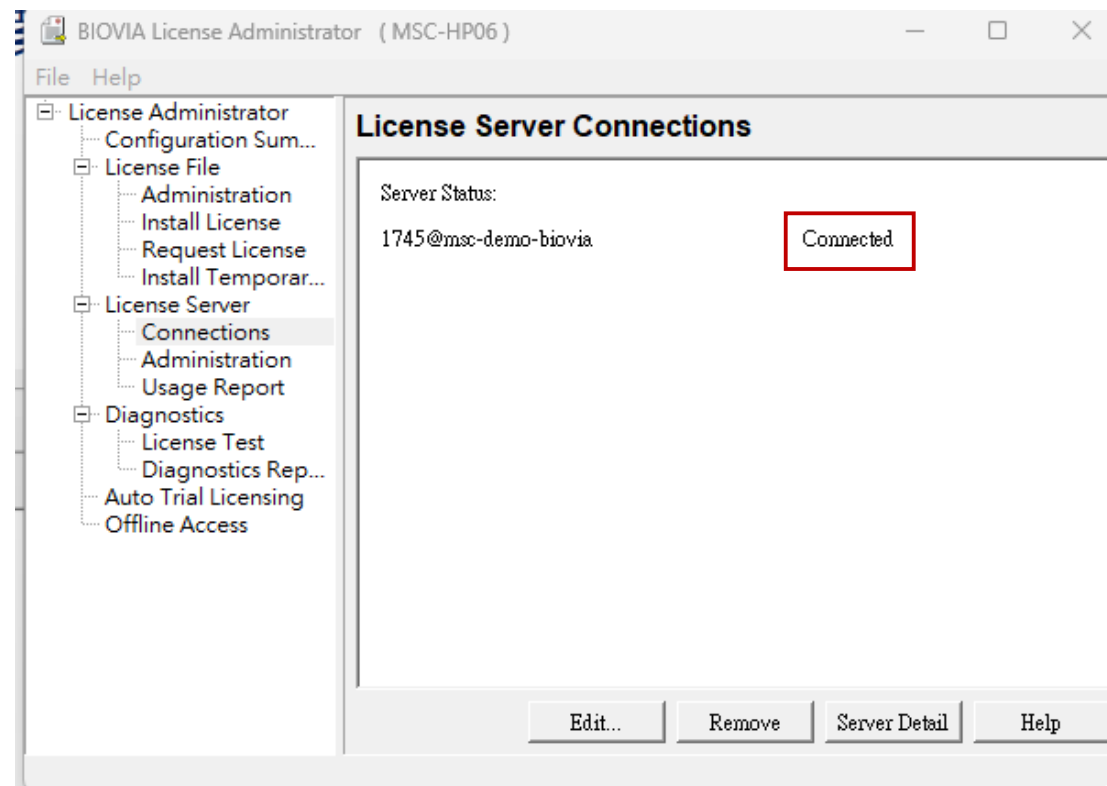 BIOVIA License Administrator ( MSC-HP06 )
File Help
License Administrator
Configuration Sum...
License File
Administration
Install License
Request License
Install Temporar...
License Server
Connections
Administration
Usage Report
Diagnostics
License Test
Diagnostics Rep...
Auto Trial Licensing
Offline Access
License Server Connections
Server Status:
1745@msc-demo-biovia Connected
Edit... Remove Server Detail Help